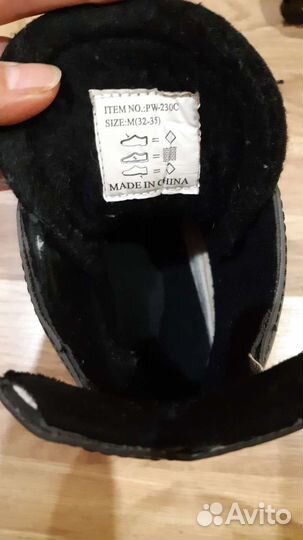 ITEM NO.:PW-230C
SIZE:M(32-35)
=
=
=
MADE IN CHINA
Avito